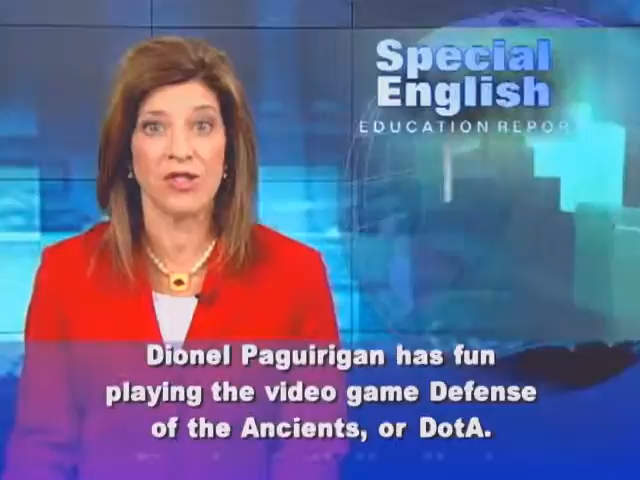 Special
English
EDUCATION REPOR
Dionel Paguirigan has fun
playing the video game Defense
of the Ancients, or DotA.